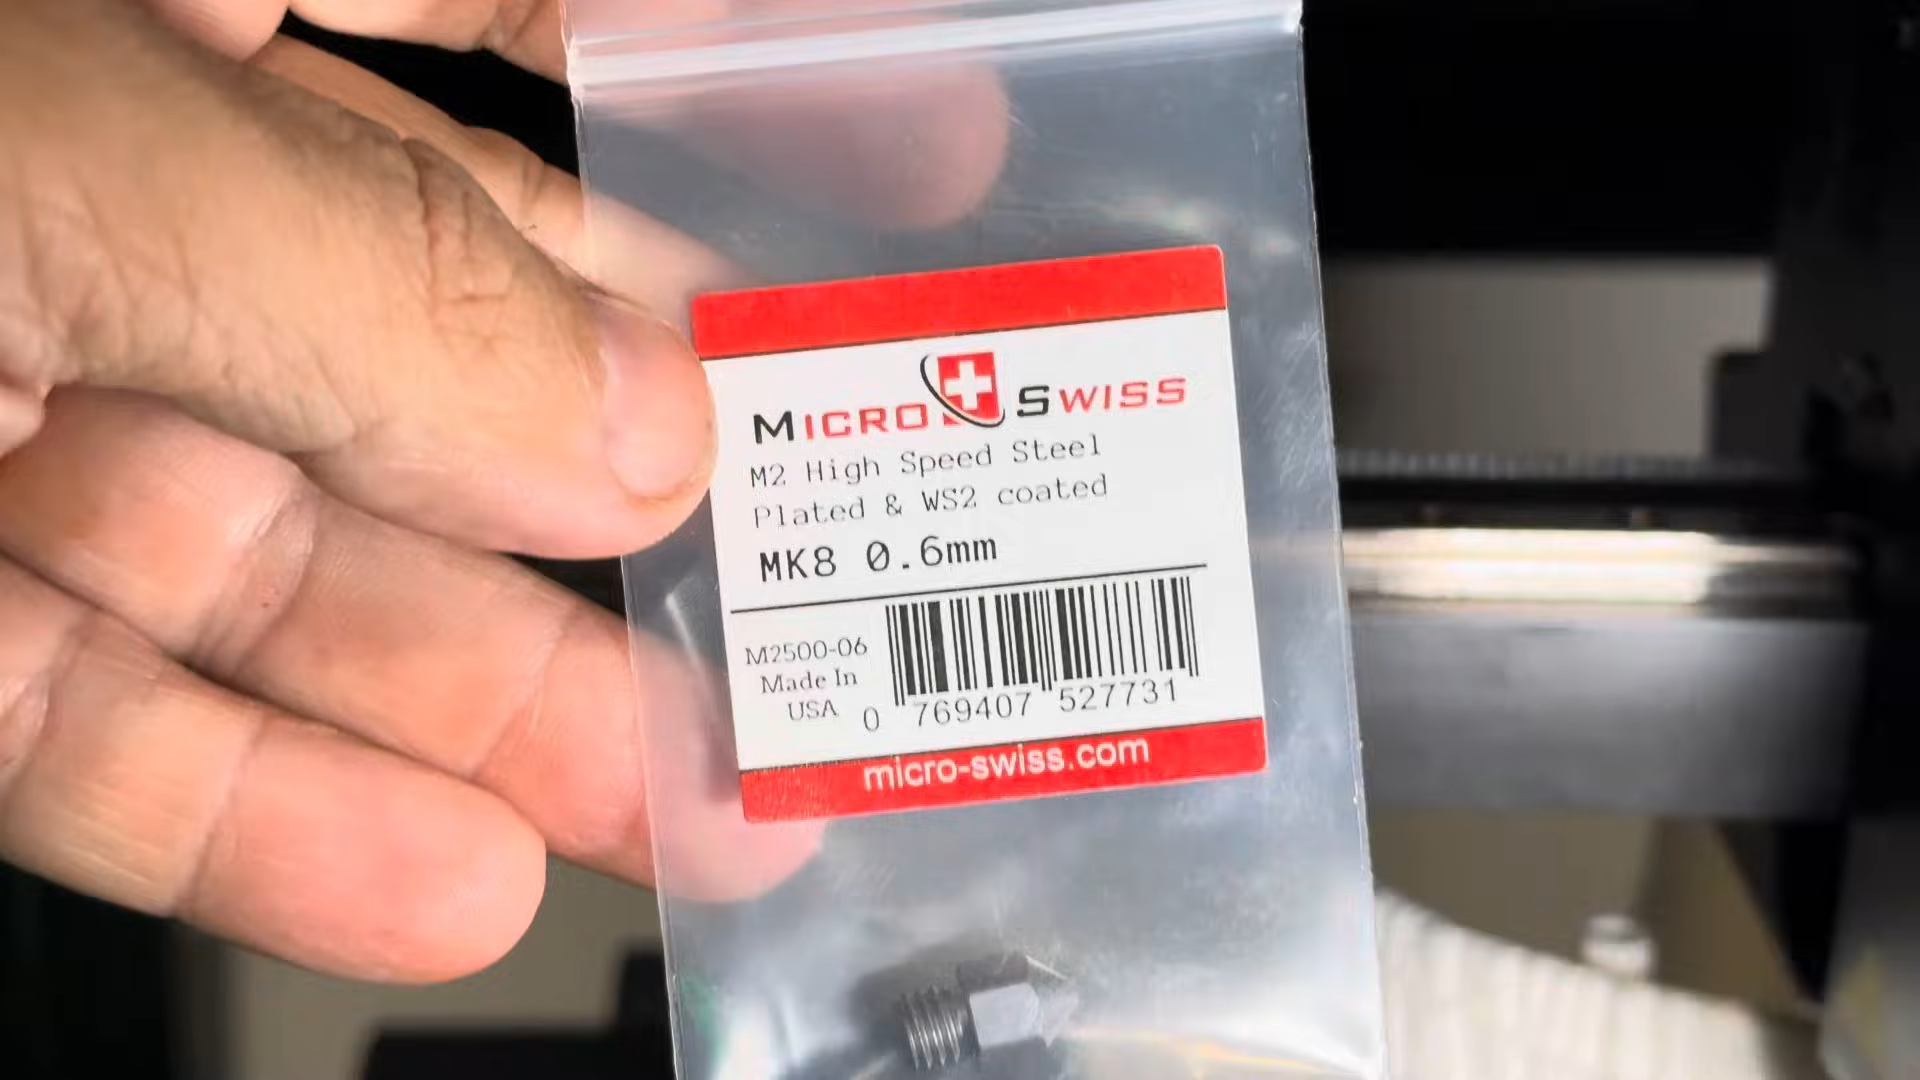 MICRO SWISS
M2 High Speed Steel
Plated & WS2 coated
MK8 0.6mm
M2500-06
Made In
USA
0 769407 527731
micro-swiss.com